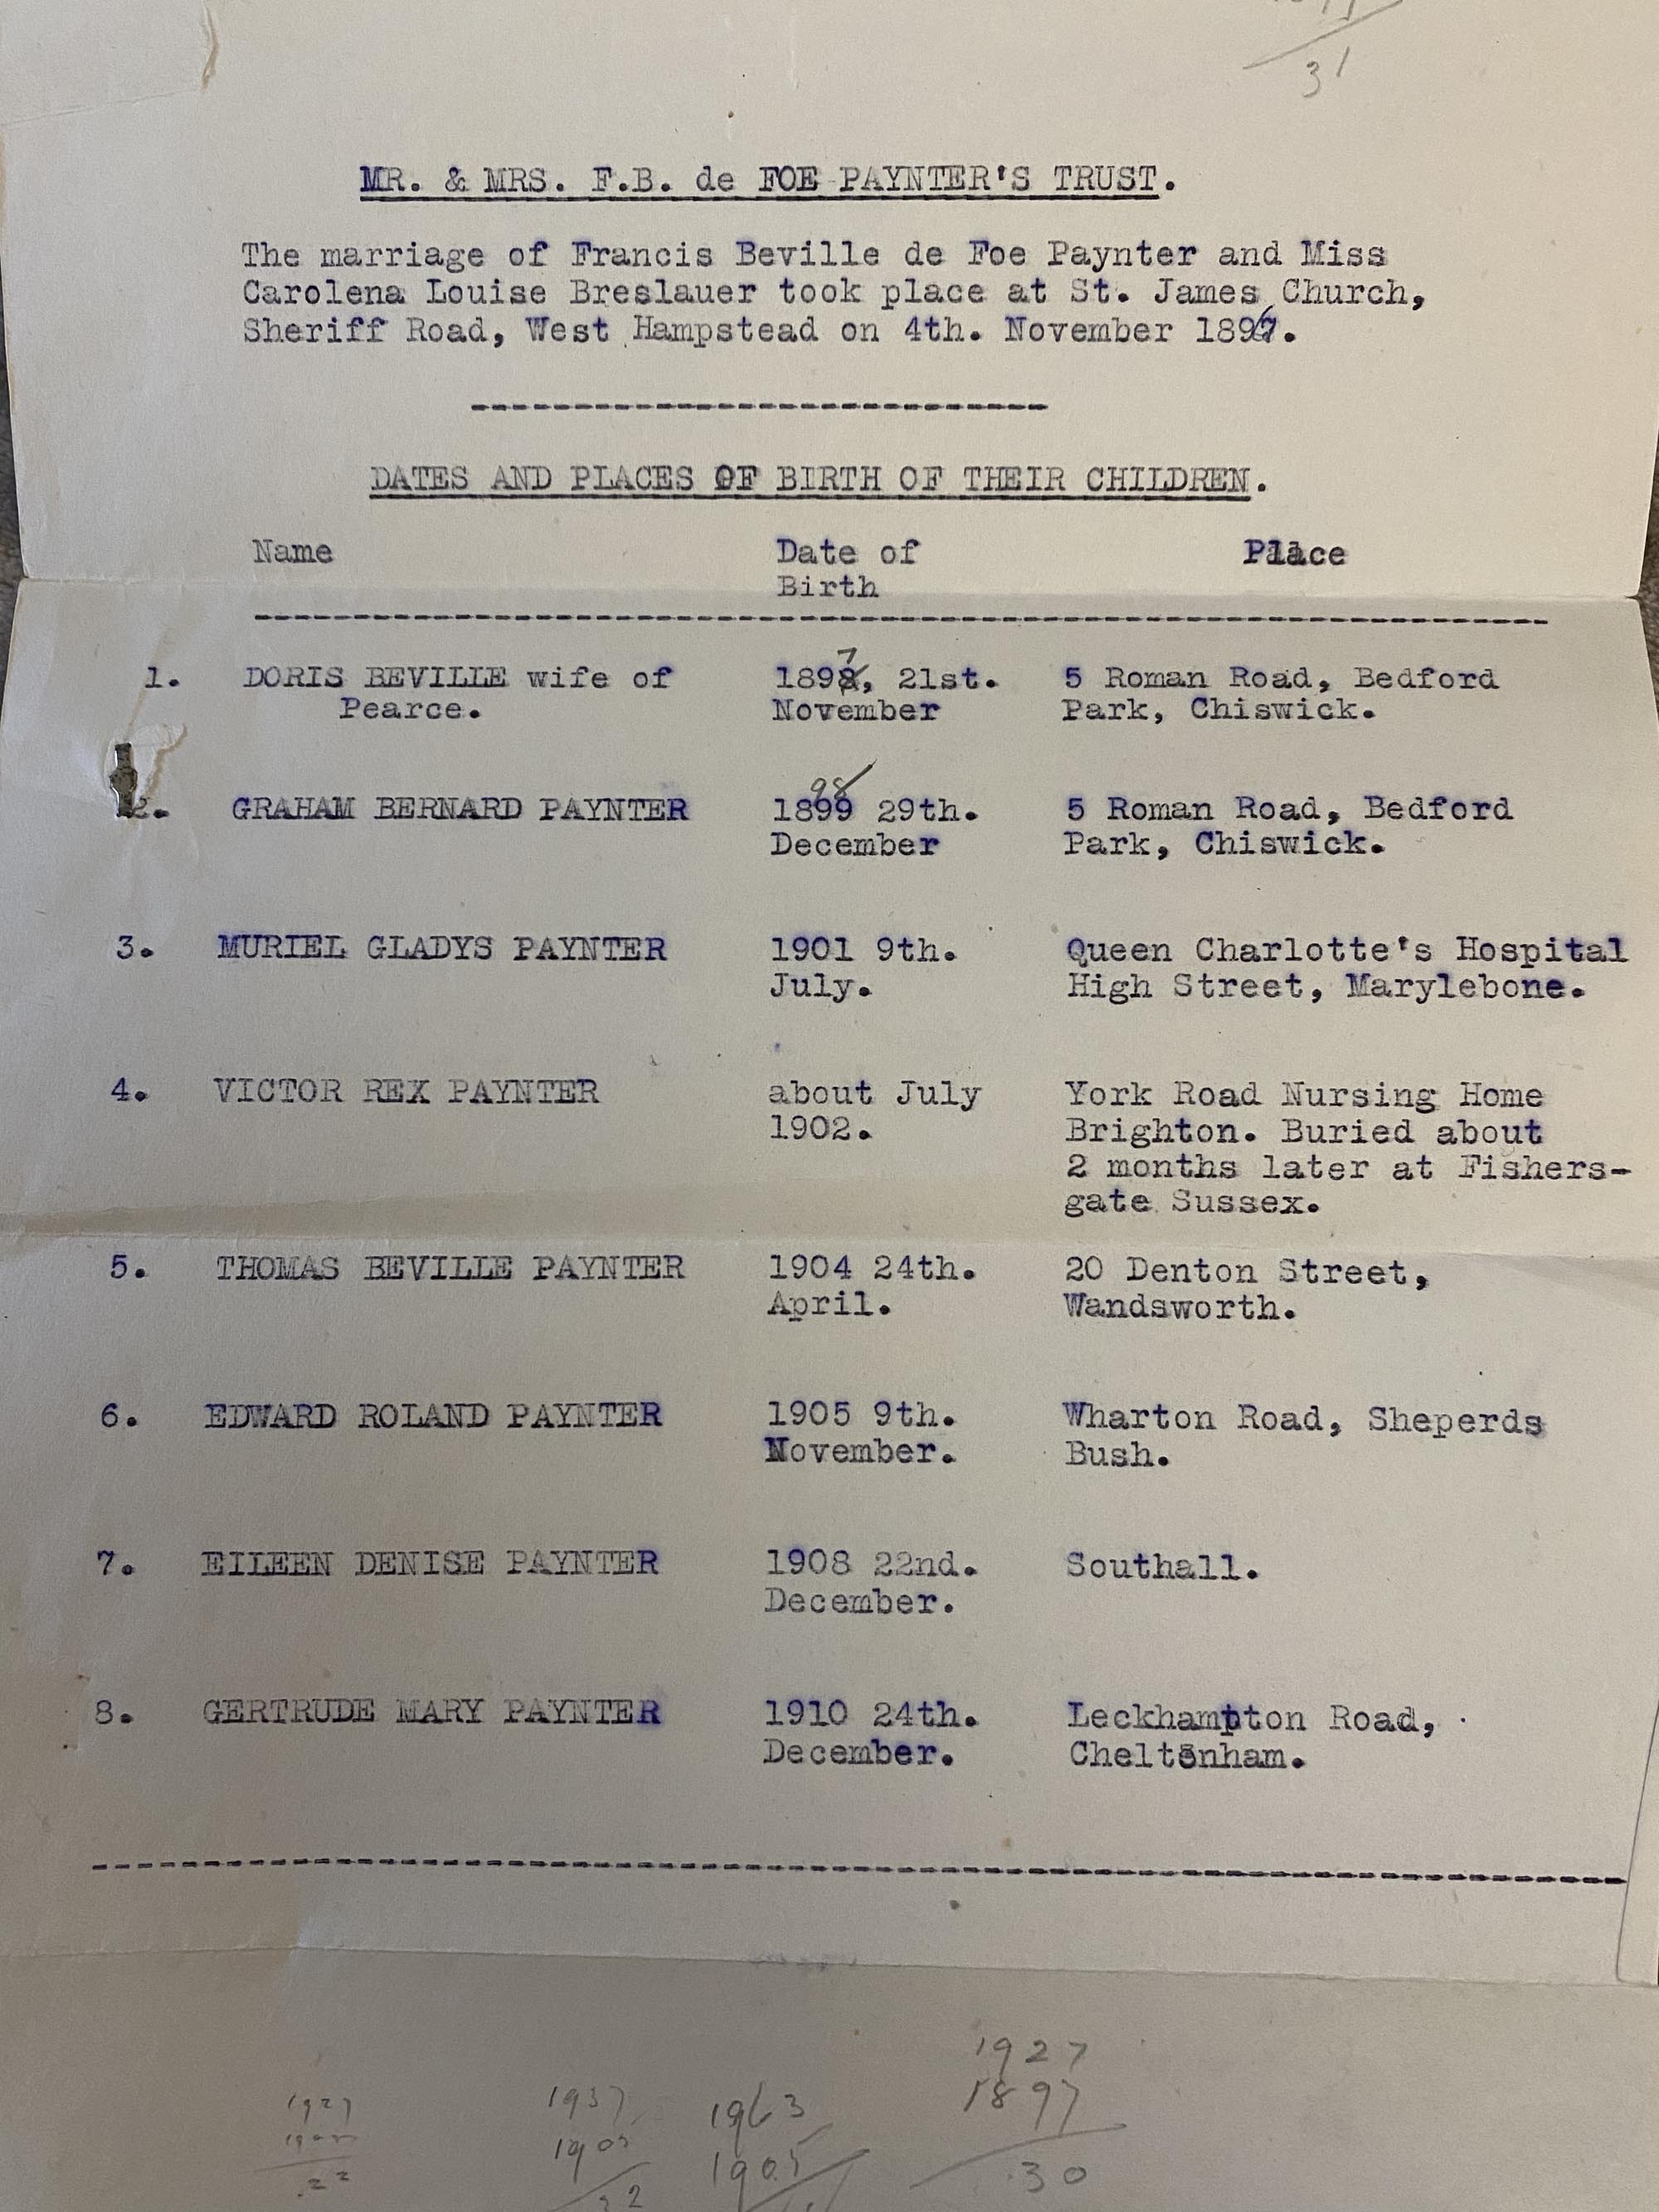 31
MR. & MRS. F.B. de FOE PAYNTER'S TRUST.
The marriage of Francis Beville de Foe Paynter and Miss
Carolena Louise Breslauer took place at St. James Church,
Sheriff Road, West Hampstead on 4th. November 1896.
DATES AND PLACES OF BIRTH OF THEIR CHILDREN.
Name Date of Place
Birth
7
1. DORIS BEVILLE wife of 1898, 21st. 5 Roman Road, Bedford
Pearce. November Park, Chiswick.
98
2. GRAHAM BERNARD PAYNTER 1899 29th. 5 Roman Road, Bedford
December Park, Chiswick.
3. MURIEL GLADYS PAYNTER 1901 9th. Queen Charlotte's Hospital
July. High Street, Marylebone.
4. VICTOR REX PAYNTER about July York Road Nursing Home
1902. Brighton. Buried about
2 months later at Fishers-
gate Sussex.
5. THOMAS BEVILLE PAYNTER 1904 24th. 20 Denton Street,
April. Wandsworth.
6. EDWARD ROLAND PAYNTER 1905 9th. Wharton Road, Sheperds
November. Bush.
7. EILEEN DENISE PAYNTER 1908 22nd. Southall.
December.
8. GERTRUDE MARY PAYNTER 1910 24th. Leckhampton Road,
December. Cheltenham.
1927
1897
30
1927
22
1937
32
1963
1905